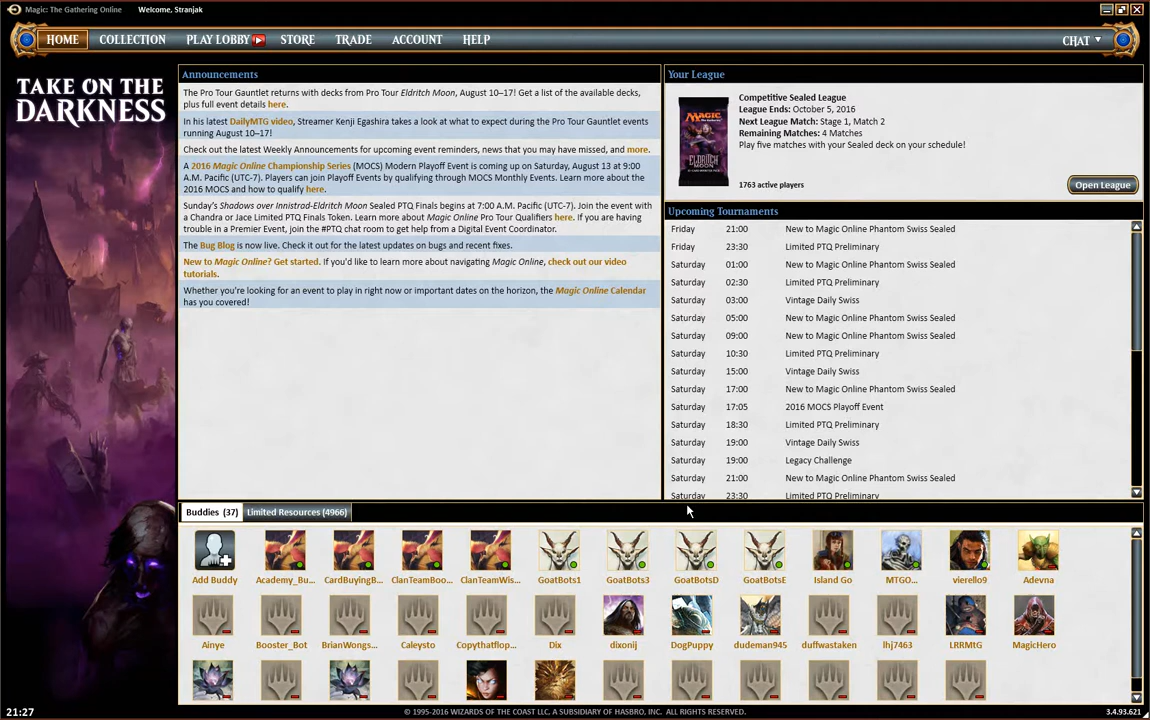 Magic: The Gathering Online
Welcome, Stranjak
HOME COLLECTION PLAY LOBBY STORE TRADE ACCOUNT HELP CHAT
TAKE ON THE
DARKNESS
Announcements
The Pro Tour Gauntlet returns with decks from Pro Tour Eldritch Moon, August 10–17! Get a list of the available decks,
plus full event details here.
In his latest DailyMTG video, Streamer Kenji Egashira takes a look at what to expect during the Pro Tour Gauntlet events
running August 10–17!
Check out the latest Weekly Announcements for upcoming event reminders, news that you may have missed, and more.
A 2016 Magic Online Championship Series (MOCS) Modern Playoff Event is coming up on Saturday, August 13 at 9:00
A.M. Pacific (UTC-7). Players can join Playoff Events by qualifying through MOCS Monthly Events. Learn more about the
2016 MOCS and how to qualify here.
Sunday's Shadows over Innistrad-Eldritch Moon Sealed PTQ Finals begins at 7:00 A.M. Pacific (UTC-7). Join the event with
a Chandra or Jace Limited PTQ Finals Token. Learn more about Magic Online Pro Tour Qualifiers here. If you are having
trouble in a Premier Event, join the #PTQ chat room to get help from a Digital Event Coordinator.
The Bug Blog is now live. Check it out for the latest updates on bugs and recent fixes.
New to Magic Online? Get started. If you'd like to learn more about navigating Magic Online, check out our video
tutorials.
Whether you're looking for an event to play in right now or important dates on the horizon, the Magic Online Calendar
has you covered!
Your League
MAGIC
ELDRITCH
MOON
Competitive Sealed League
League Ends: October 5, 2016
Next League Match: Stage 1, Match 2
Remaining Matches: 4 Matches
Play five matches with your Sealed deck on your schedule!
1763 active players
Open League
Upcoming Tournaments
Friday 21:00 New to Magic Online Phantom Swiss Sealed
Friday 23:30 Limited PTQ Preliminary
Saturday 01:00 New to Magic Online Phantom Swiss Sealed
Saturday 02:30 Limited PTQ Preliminary
Saturday 03:00 Vintage Daily Swiss
Saturday 05:00 New to Magic Online Phantom Swiss Sealed
Saturday 09:00 New to Magic Online Phantom Swiss Sealed
Saturday 10:30 Limited PTQ Preliminary
Saturday 15:00 Vintage Daily Swiss
Saturday 17:00 New to Magic Online Phantom Swiss Sealed
Saturday 17:05 2016 MOCS Playoff Event
Saturday 18:30 Limited PTQ Preliminary
Saturday 19:00 Vintage Daily Swiss
Saturday 19:00 Legacy Challenge
Saturday 21:00 New to Magic Online Phantom Swiss Sealed
Saturday 23:30 Limited PTQ Preliminary
Buddies (37) Limited Resources (4966)
Add Buddy Academy_Bu... CardBuyingB... ClanTeamBoo... ClanTeamWis... GoatBots1 GoatBots3 GoatBotsD GoatBotsE Island Go MTGO... vierello9 Adevna
Ainye Booster_Bot BrianWongs... Caleysto Copythatflop... Dix dixonij DogPuppy dudeman945 duffwastaken lhj7463 LRRMtG MagicHero
21:27
© 1995-2016 WIZARDS OF THE COAST LLC, A SUBSIDIARY OF HASBRO, INC. ALL RIGHTS RESERVED.
3.4.93.621